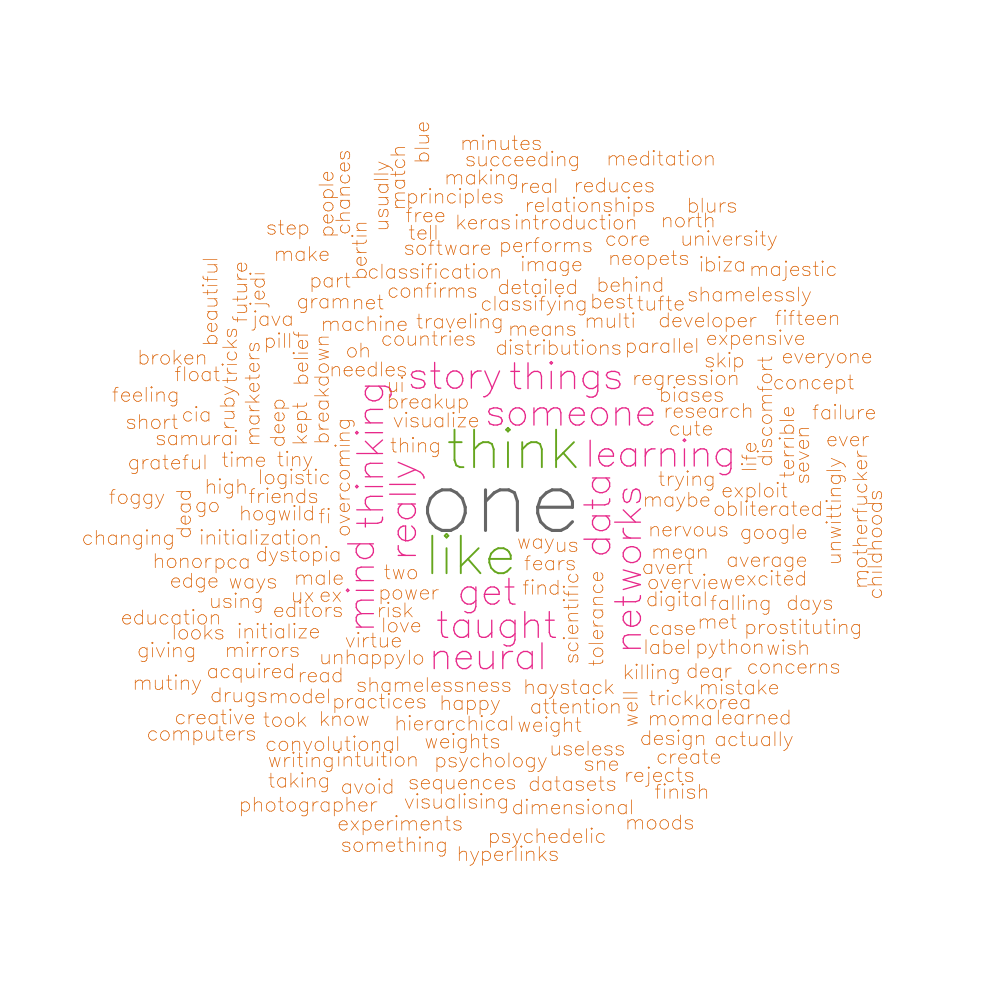 blue
minutes
succeeding
meditation
match
usually
chances
people
making
real
reduces
principles
relationships
blurs
free
keras
introduction
north
step
tell
bertin
software
performs
core
university
make
neopets
image
ibiza
majestic
classification
part
confirms
detailed
behind
beautiful
future
jedi
gram
net
classifying
best
tufte
shamelessly
java
machine
traveling
means
multi
developer
fifteen
pill
countries
expensive
oh
distributions
parallel
broken
rubytricks
marketers
belief
breakdown
needles
skip
everyone
float
ui
story
things
regression
concept
feeling
thinking
breakup
biases
discomfort
short
cia
deep
kept
visualize
someone
research
terrible
failure
samurai
thing
think
cute
seven
ever
grateful
time
tiny
overcoming
really
learning
life
logistic
data
trying
unwittingly
motherfucker
foggy
high
friends
maybe
exploit
childhoods
dead
go
hogwild
fi
one
networks
obliterated
changing
initialization
nervous
google
honor
pca
dystopia
mind
like
way
us
mean
fears
avert
average
edge
ways
male
two
find
overview
excited
using
ux
ex
power
get
scientific
tolerance
digital
falling
days
education
editors
risk
love
taught
case
met
prostituting
looks
initialize
virtue
label
python
wish
giving
mirrors
unhappy
lo
neural
concerns
acquired
read
killing
dear
mutiny
shamelessness
haystack
mistake
drugs
model
practices
happy
attention
well
trick
korea
creative
took
know
hierarchical
weight
moma
learned
computers
convolutional
weights
design
actually
useless
writing
intuition
psychology
sne
create
rejects
taking
avoid
sequences
datasets
finish
photographer
visualising
dimensional
experiments
moods
something
psychedelic
hyperlinks